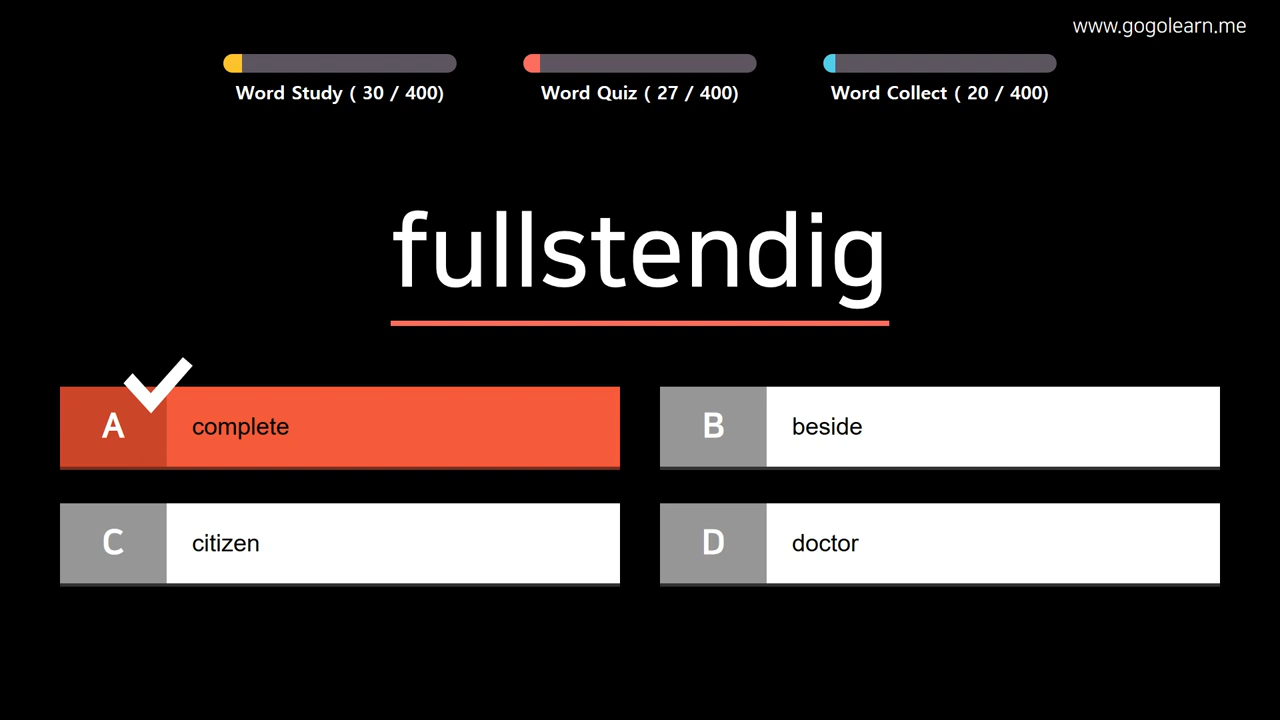 www.gogolearn.me
Word Study ( 30 / 400)
Word Quiz ( 27 / 400)
Word Collect ( 20 / 400)
fullstendig
A complete
B beside
C citizen
D doctor